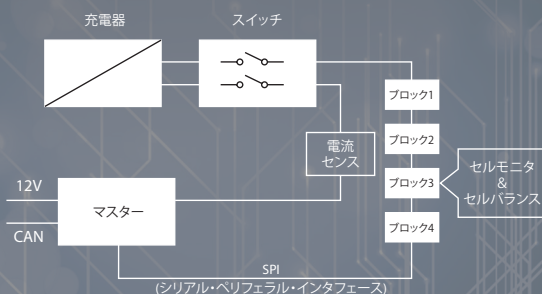 充電器
スイッチ
ブロック1
ブロック2
電流
センス
ブロック3
セルモニタ
&
セルバランス
12V
マスター
ブロック4
CAN
SPI
(シリアル・ペリフェラル・インタフェース)